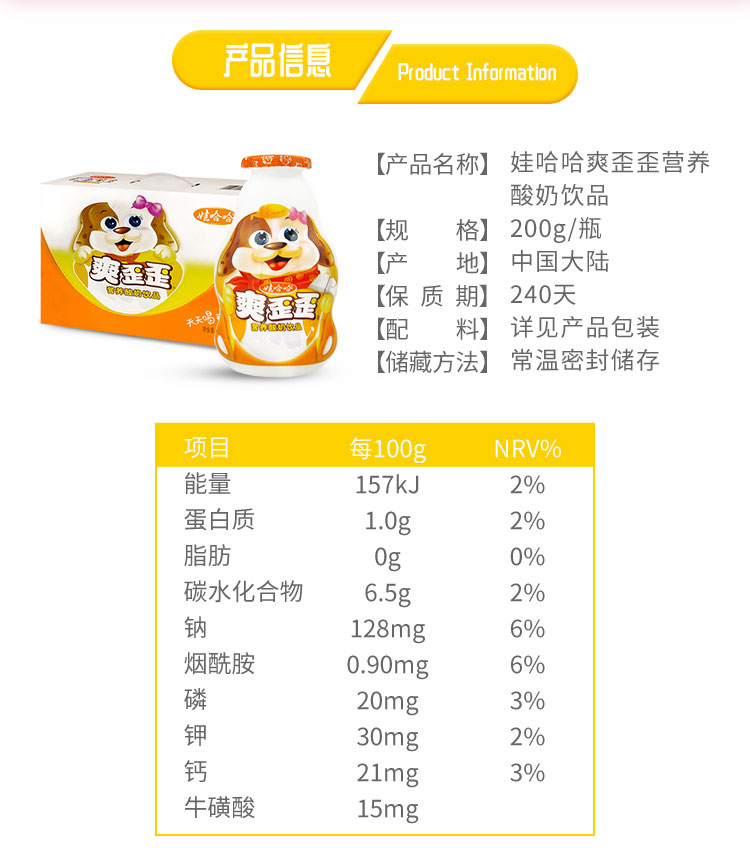 产品信息
Product Information
【产品名称】 娃哈哈爽歪歪营养
酸奶饮品
【规 格】 200g/瓶
【产 地】 中国大陆
【保 质 期】 240天
【配 料】 详见产品包装
【储藏方法】 常温密封储存
娃哈哈
爽歪歪
营养酸奶饮品
天天喝
娃哈哈
爽歪歪
营养酸奶饮品
项目 每100g NRV%
能量 157kJ 2%
蛋白质 1.0g 2%
脂肪 0g 0%
碳水化合物 6.5g 2%
钠 128mg 6%
烟酰胺 0.90mg 6%
磷 20mg 3%
钾 30mg 2%
钙 21mg 3%
牛磺酸 15mg